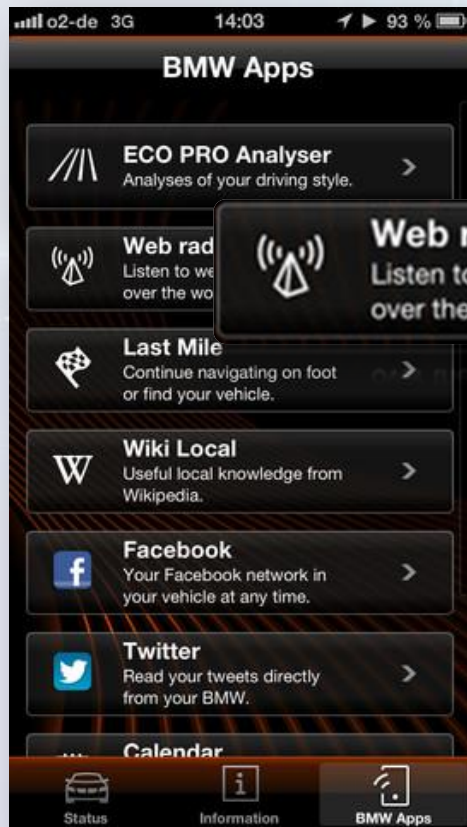 o2-de 3G 14:03 93 %
BMW Apps
ECO PRO Analyser
Analyses of your driving style.
Web rad
Listen to we
over the wo
Web r
Listen to
over the
Last Mile
Continue navigating on foot
or find your vehicle.
W
Wiki Local
Useful local knowledge from
Wikipedia.
f
Facebook
Your Facebook network in
your vehicle at any time.
Twitter
Read your tweets directly
from your BMW.
Calendar
i
Status Information BMW Apps